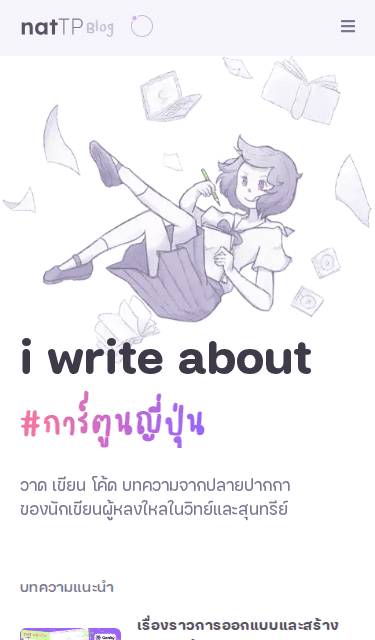 natTP Blog
i write about
#การ์ตูนญี่ปุ่น
วาด เขียน โค้ด บทความจากปลายปากกา
ของนักเขียนผู้หลงใหลในวิทย์และสุนทรีย์
บทความแนะนำ
เรื่องราวการออกแบบและสร้าง